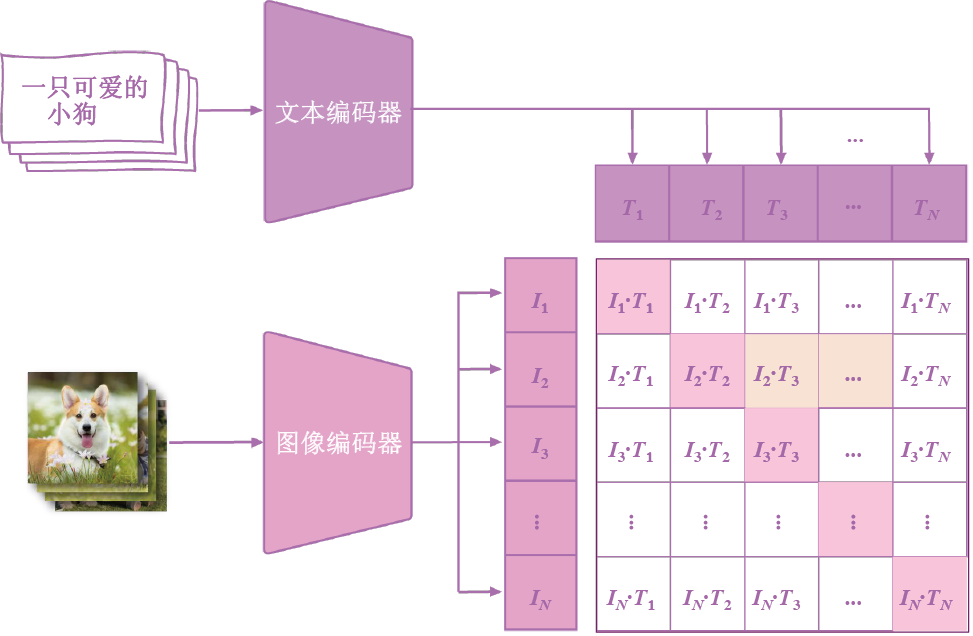 一只可爱的
小狗
文本编码器
...
T1 T2 T3 ... TN
I1 I1·T1 I1·T2 I1·T3 ... I1·TN
I2 I2·T1 I2·T2 I2·T3 ... I2·TN
图像编码器
I3 I3·T1 I3·T2 I3·T3 ... I3·TN
⋮ ⋮ ⋮ ⋮ ⋮ ⋮
IN IN·T1 IN·T2 IN·T3 ... IN·TN